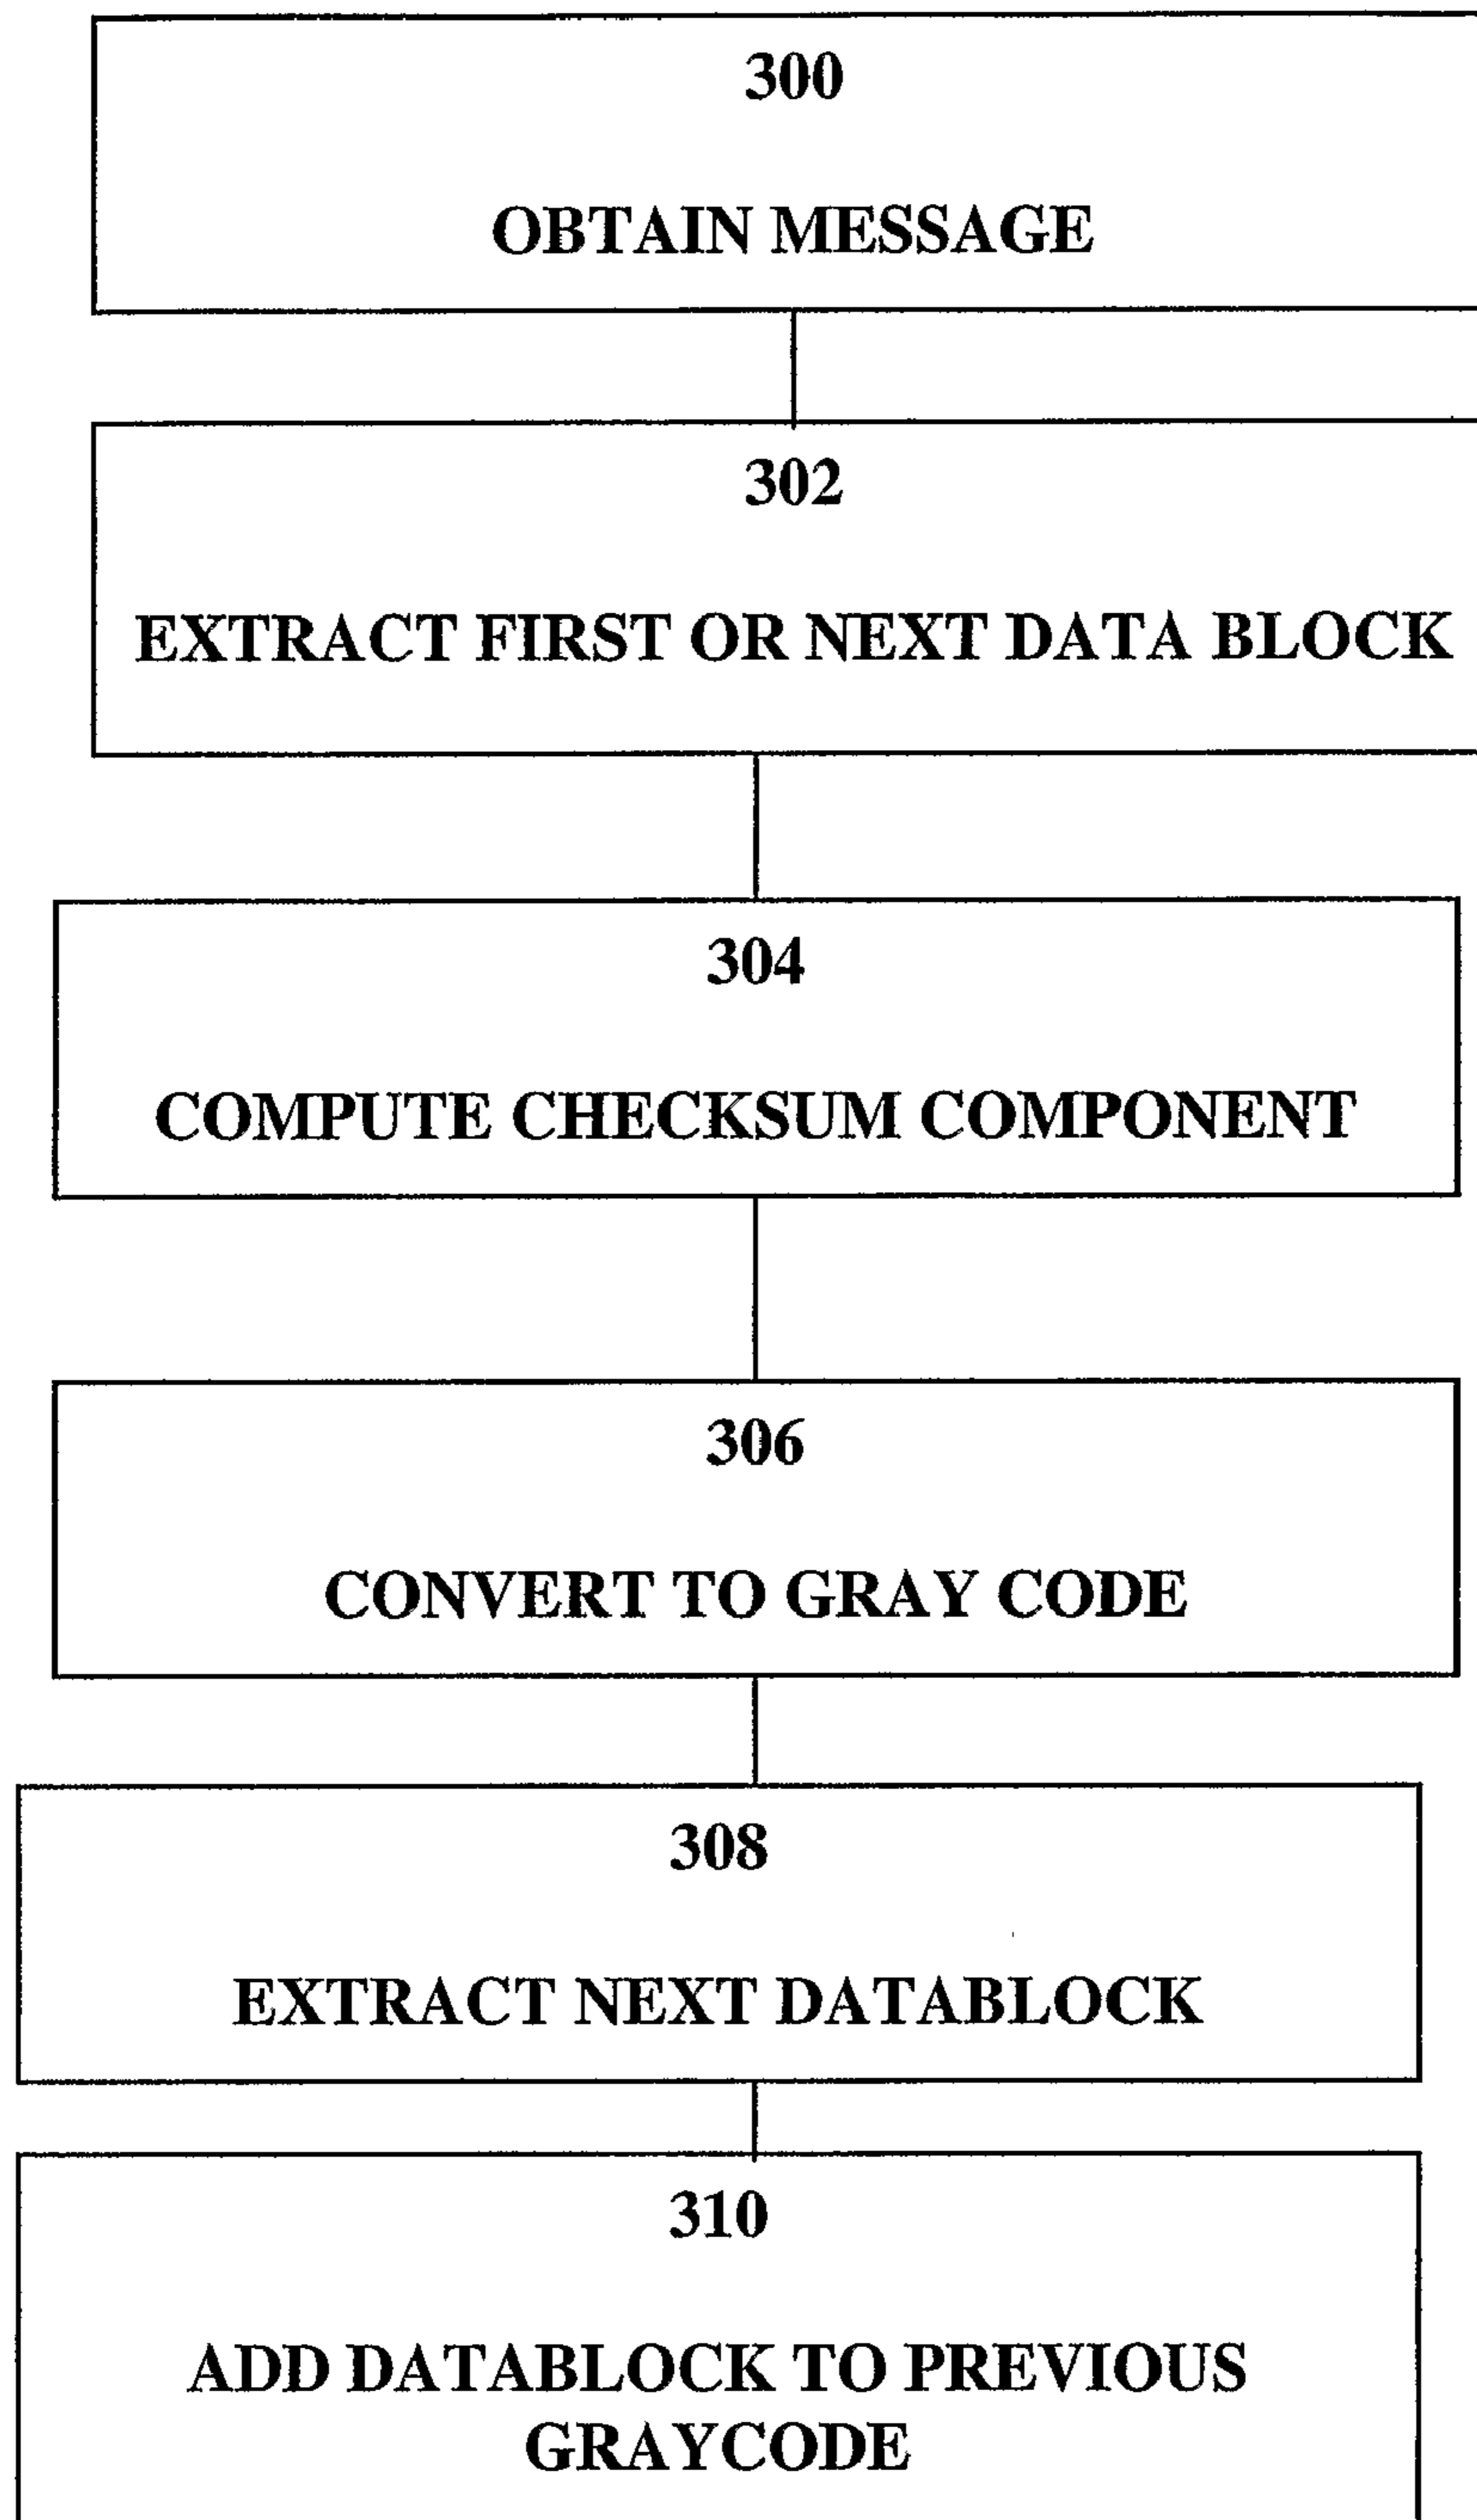 300
OBTAIN MESSAGE
302
EXTRACT FIRST OR NEXT DATA BLOCK
304
COMPUTE CHECKSUM COMPONENT
306
CONVERT TO GRAY CODE
308
EXTRACT NEXT DATABLOCK
310
ADD DATABLOCK TO PREVIOUS
GRAYCODE